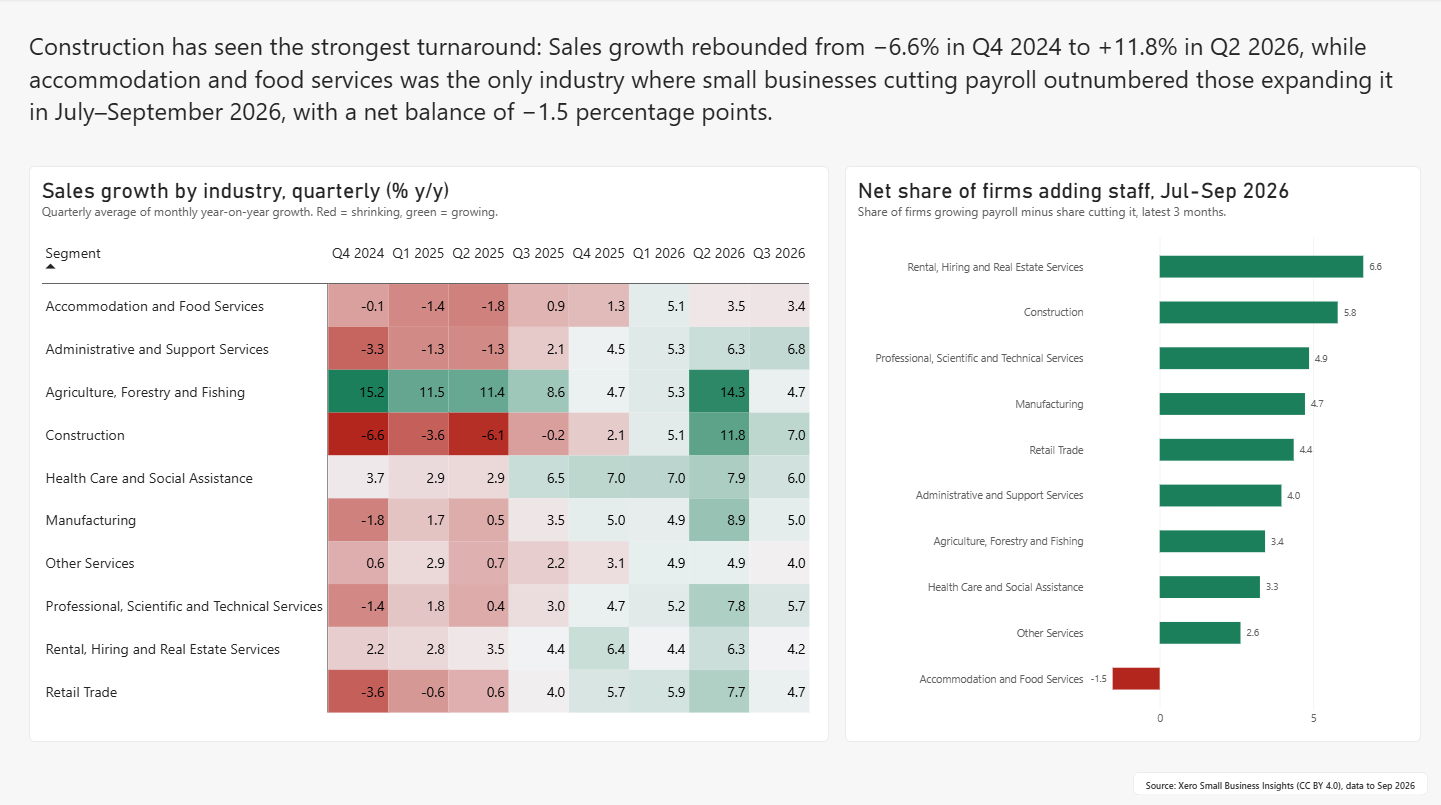 Construction has seen the strongest turnaround: Sales growth rebounded from −6.6% in Q4 2024 to +11.8% in Q2 2026, while
accommodation and food services was the only industry where small businesses cutting payroll outnumbered those expanding it
in July–September 2026, with a net balance of −1.5 percentage points.
Sales growth by industry, quarterly (% y/y)
Quarterly average of monthly year-on-year growth. Red = shrinking, green = growing.
Segment Q4 2024 Q1 2025 Q2 2025 Q3 2025 Q4 2025 Q1 2026 Q2 2026 Q3 2026
Accommodation and Food Services -0.1 -1.4 -1.8 0.9 1.3 5.1 3.5 3.4
Administrative and Support Services -3.3 -1.3 -1.3 2.1 4.5 5.3 6.3 6.8
Agriculture, Forestry and Fishing 15.2 11.5 11.4 8.6 4.7 5.3 14.3 4.7
Construction -6.6 -3.6 -6.1 -0.2 2.1 5.1 11.8 7.0
Health Care and Social Assistance 3.7 2.9 2.9 6.5 7.0 7.0 7.9 6.0
Manufacturing -1.8 1.7 0.5 3.5 5.0 4.9 8.9 5.0
Other Services 0.6 2.9 0.7 2.2 3.1 4.9 4.9 4.0
Professional, Scientific and Technical Services -1.4 1.8 0.4 3.0 4.7 5.2 7.8 5.7
Rental, Hiring and Real Estate Services 2.2 2.8 3.5 4.4 6.4 4.4 6.3 4.2
Retail Trade -3.6 -0.6 0.6 4.0 5.7 5.9 7.7 4.7
Net share of firms adding staff, Jul-Sep 2026
Share of firms growing payroll minus share cutting it, latest 3 months.
Rental, Hiring and Real Estate Services 6.6
Construction 5.8
Professional, Scientific and Technical Services 4.9
Manufacturing 4.7
Retail Trade 4.4
Administrative and Support Services 4.0
Agriculture, Forestry and Fishing 3.4
Health Care and Social Assistance 3.3
Other Services 2.6
Accommodation and Food Services -1.5
0 5
Source: Xero Small Business Insights (CC BY 4.0), data to Sep 2026